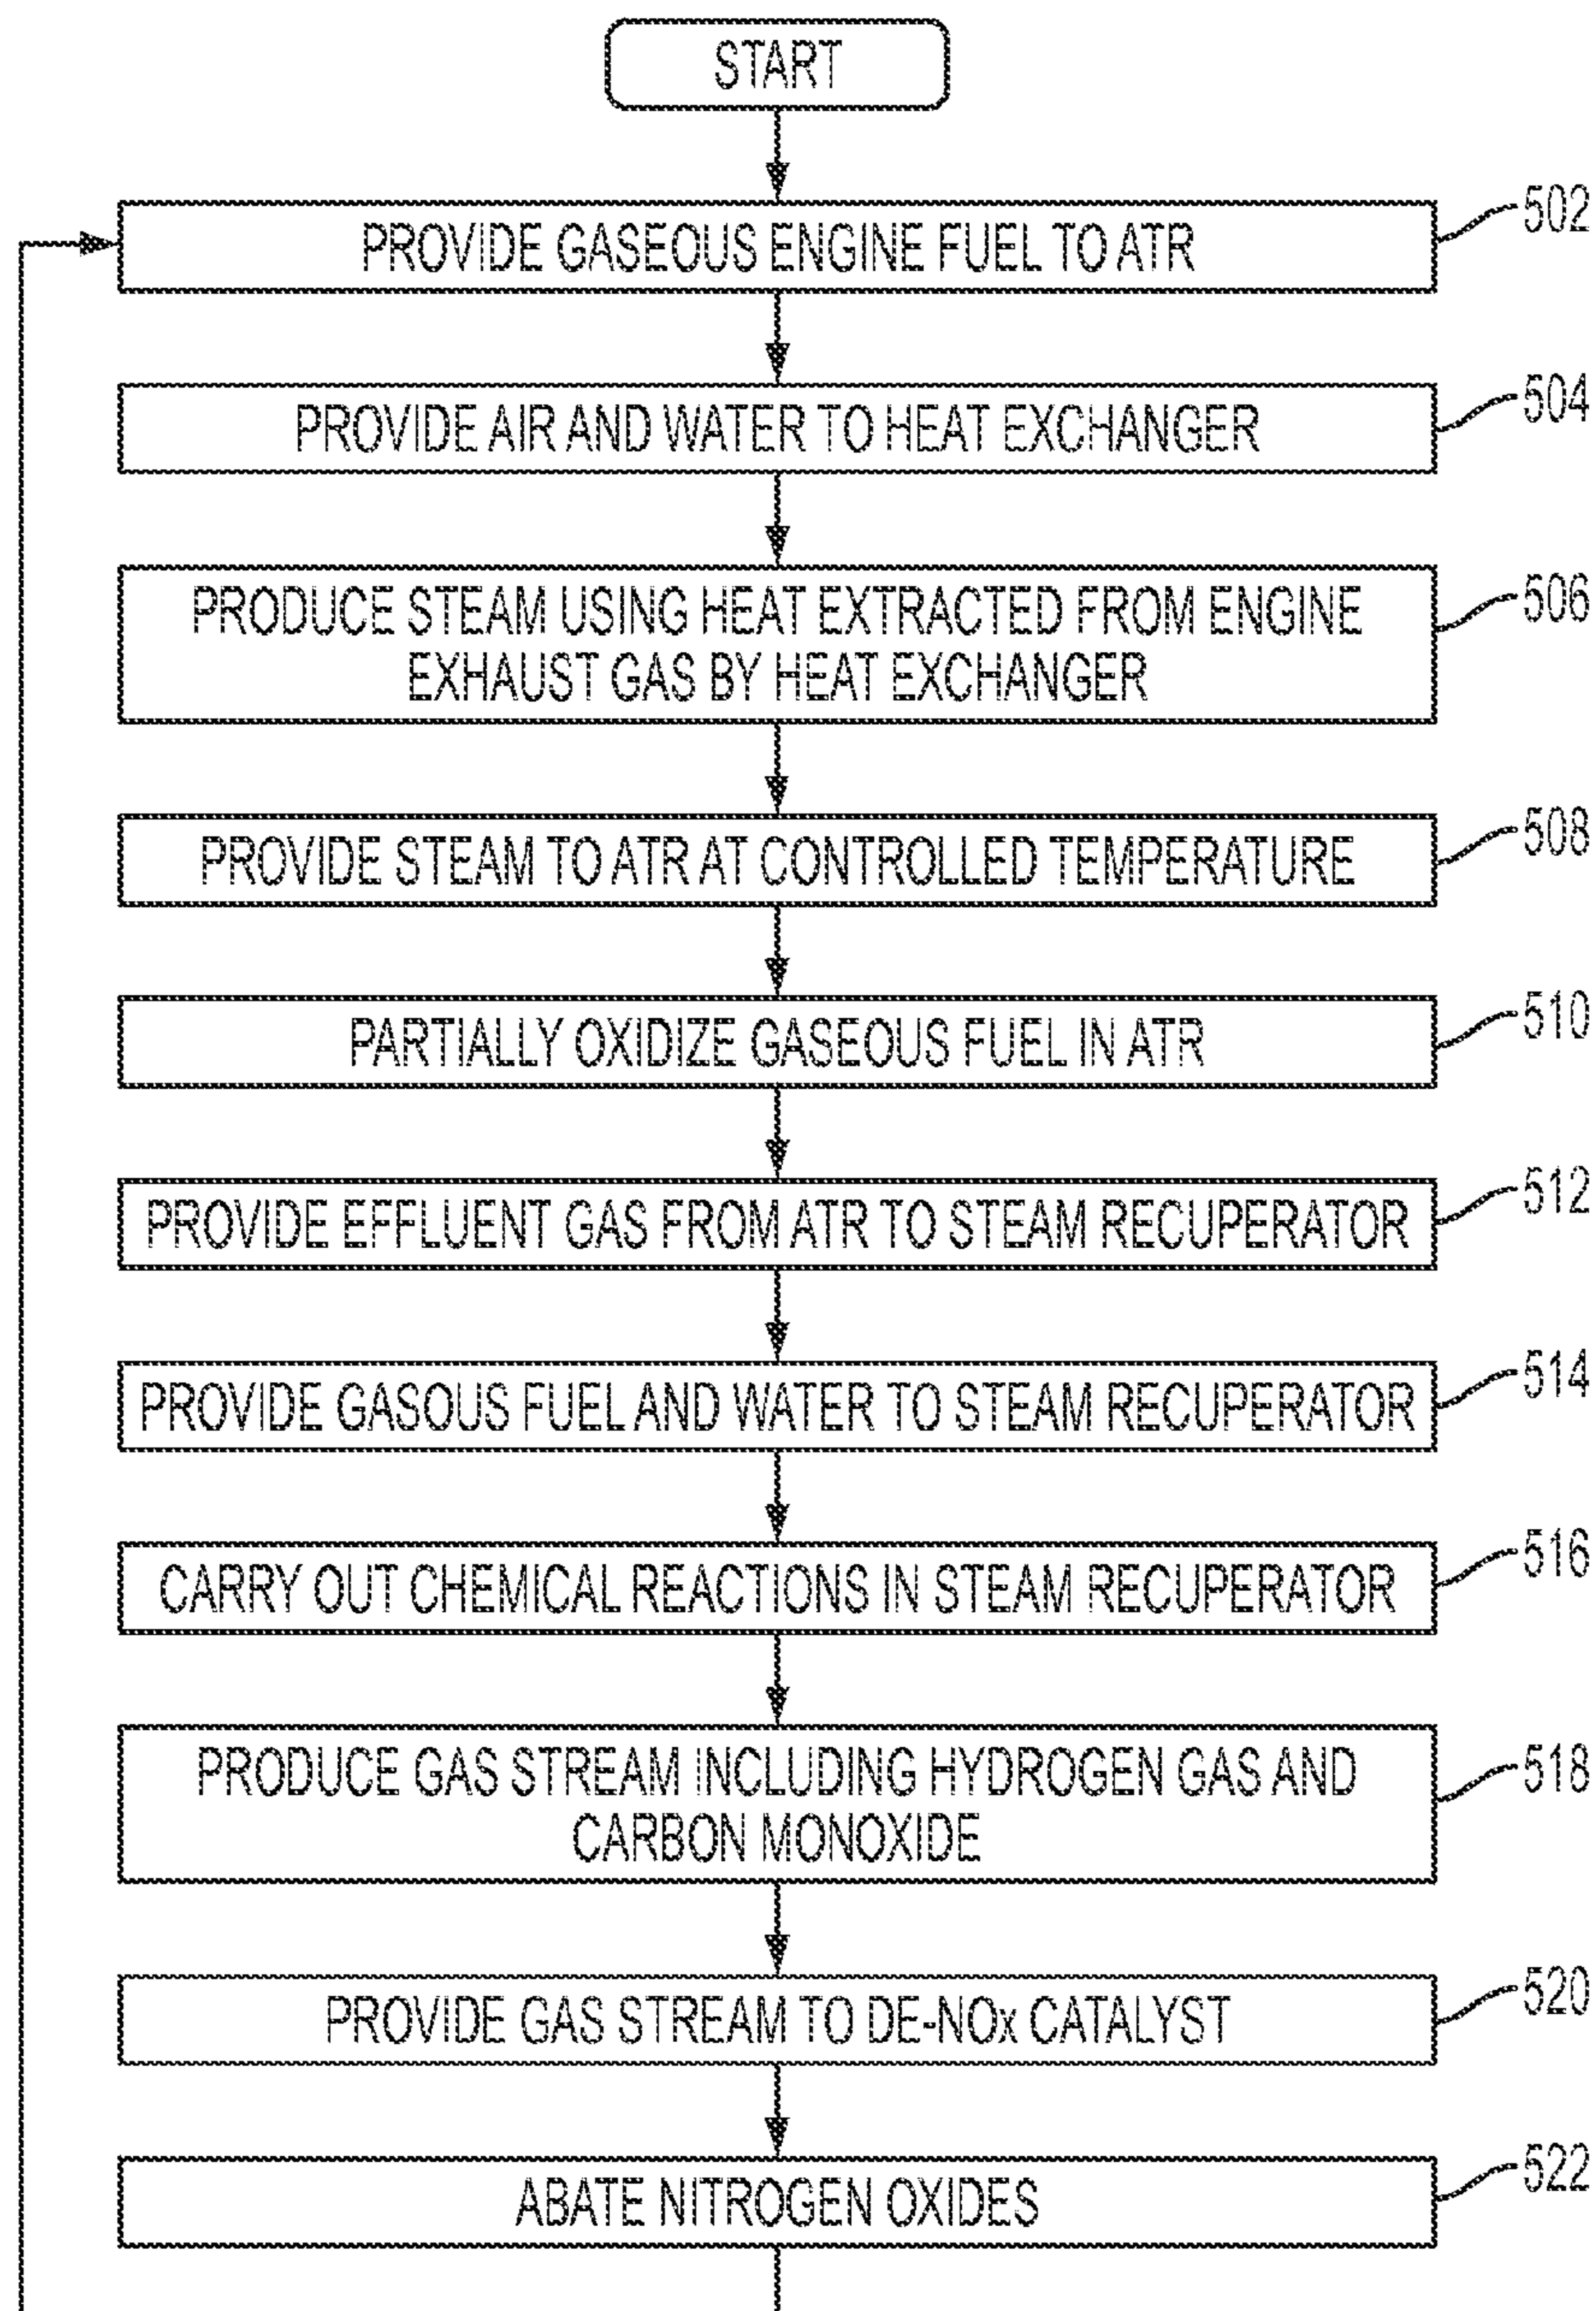 START
PROVIDE GASEOUS ENGINE FUEL TO ATR
502
PROVIDE AIR AND WATER TO HEAT EXCHANGER
504
PRODUCE STEAM USING HEAT EXTRACTED FROM ENGINE
EXHAUST GAS BY HEAT EXCHANGER
506
PROVIDE STEAM TO ATR AT CONTROLLED TEMPERATURE
508
PARTIALLY OXIDIZE GASEOUS FUEL IN ATR
510
PROVIDE EFFLUENT GAS FROM ATR TO STEAM RECUPERATOR
512
PROVIDE GASOUS FUEL AND WATER TO STEAM RECUPERATOR
514
CARRY OUT CHEMICAL REACTIONS IN STEAM RECUPERATOR
516
PRODUCE GAS STREAM INCLUDING HYDROGEN GAS AND
CARBON MONOXIDE
518
PROVIDE GAS STREAM TO DE-NOx CATALYST
520
ABATE NITROGEN OXIDES
522